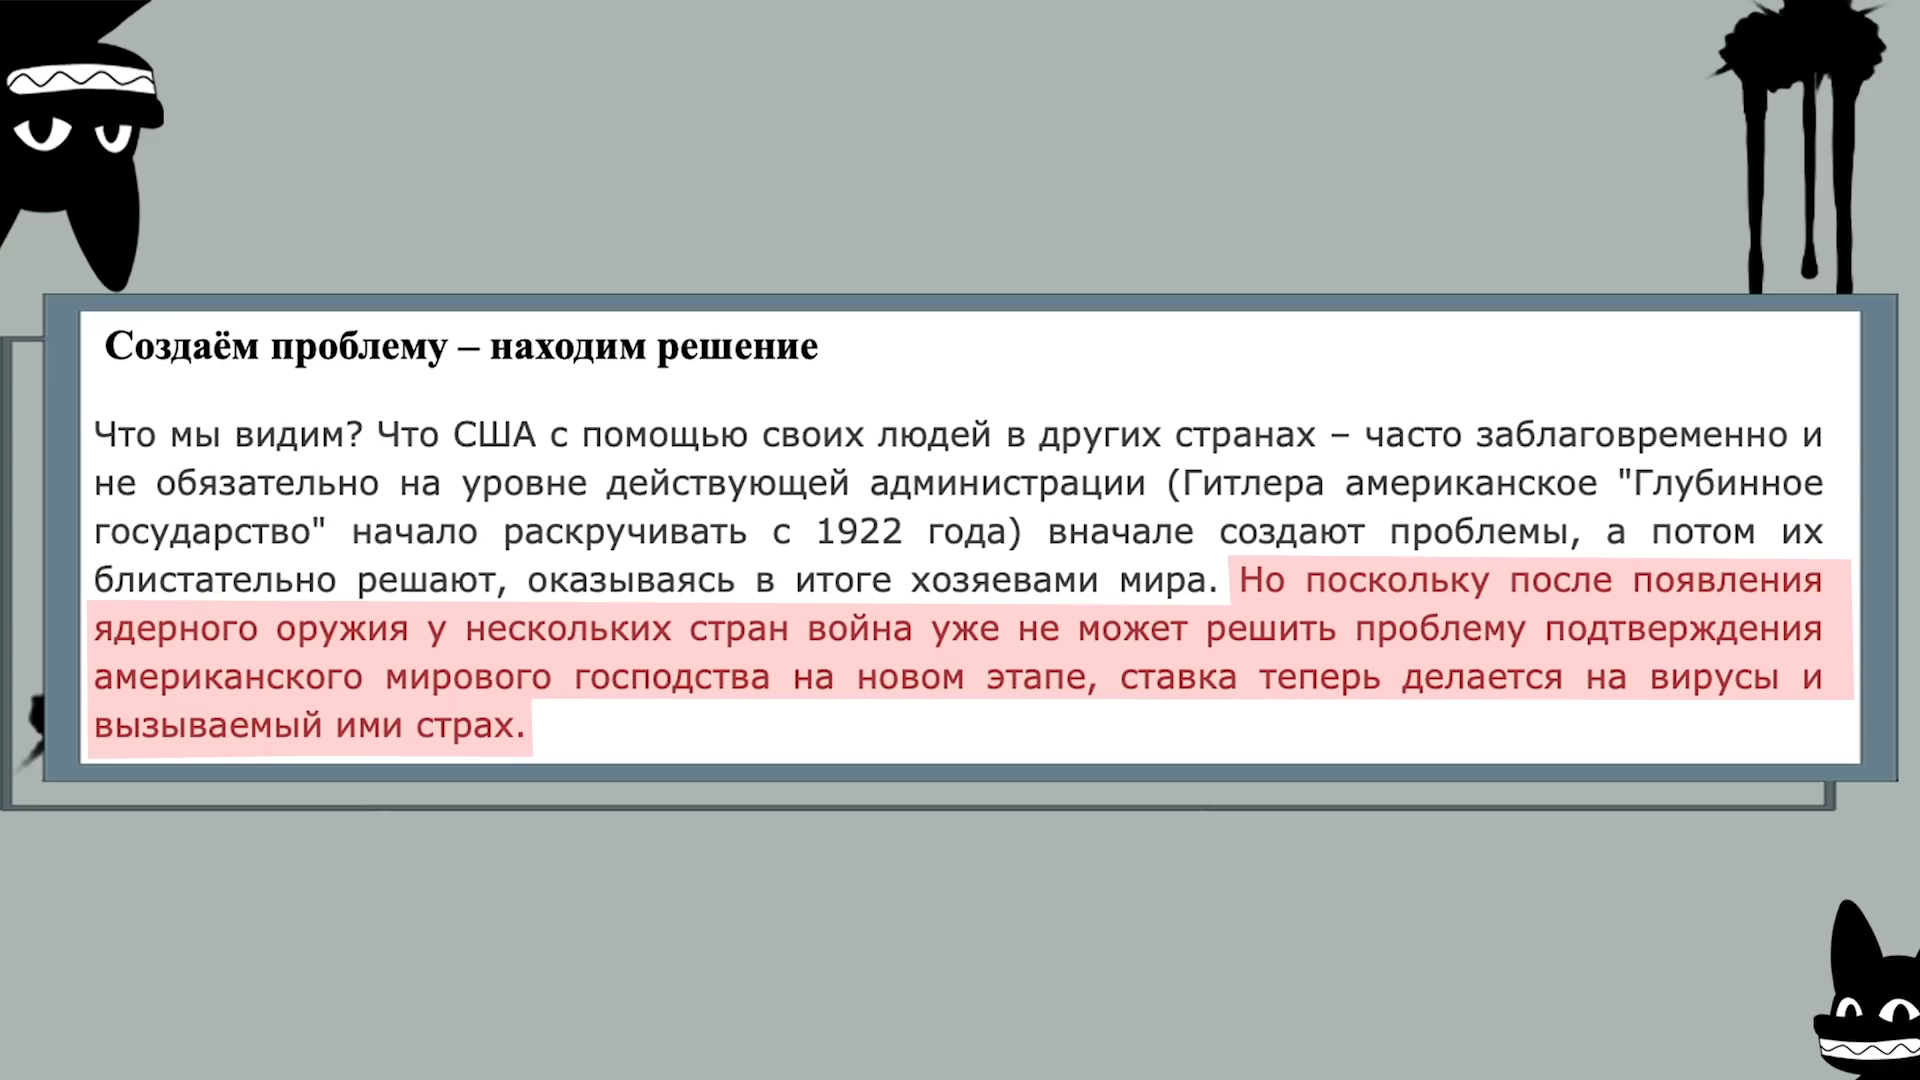 Создаём проблему – находим решение
Что мы видим? Что США с помощью своих людей в других странах – часто заблаговременно и
не обязательно на уровне действующей администрации (Гитлера американское "Глубинное
государство" начало раскручивать с 1922 года) вначале создают проблемы, а потом их
блистательно решают, оказываясь в итоге хозяевами мира. Но поскольку после появления
ядерного оружия у нескольких стран война уже не может решить проблему подтверждения
американского мирового господства на новом этапе, ставка теперь делается на вирусы и
вызываемый ими страх.